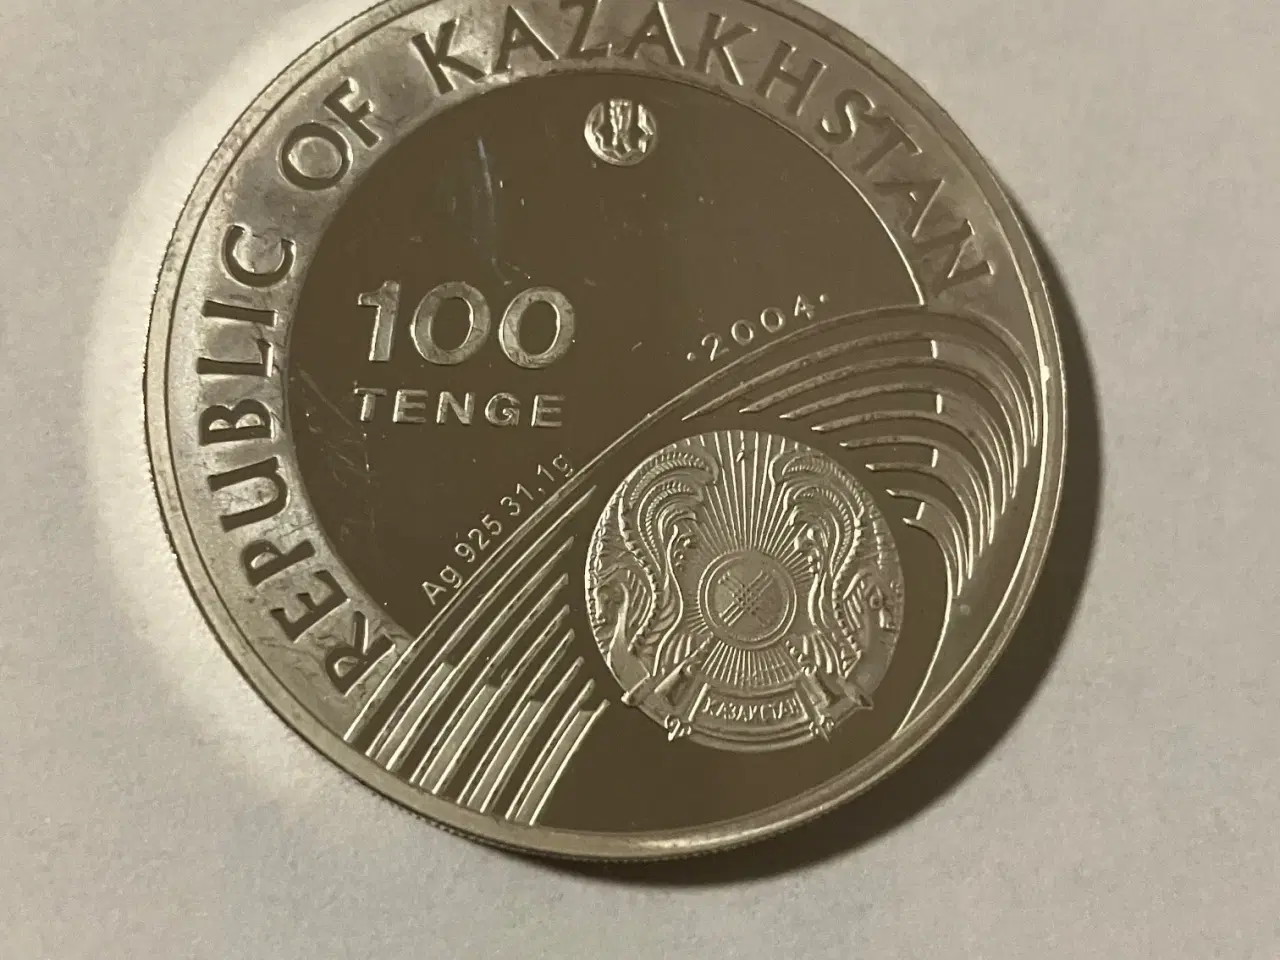 REPUBLIC OF KAZAKHSTAN
100
TENGE
·2004·
Ag 925 31,1g
ҚАЗАҚСТАН